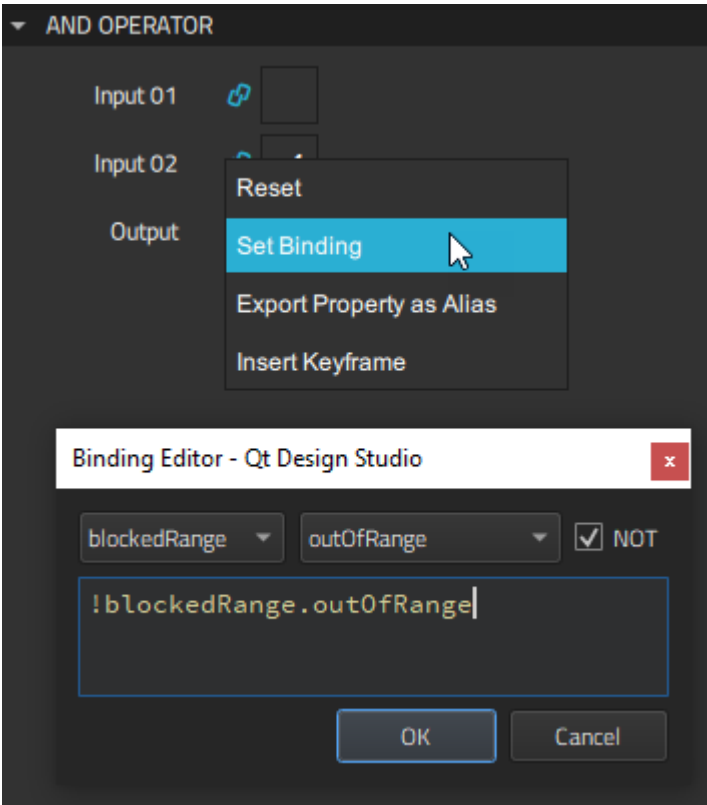 AND OPERATOR
Input 01
Input 02
Reset
Output
Set Binding
Export Property as Alias
Insert Keyframe
Binding Editor - Qt Design Studio
x
blockedRange outOfRange NOT
!blockedRange.outOfRange
OK Cancel